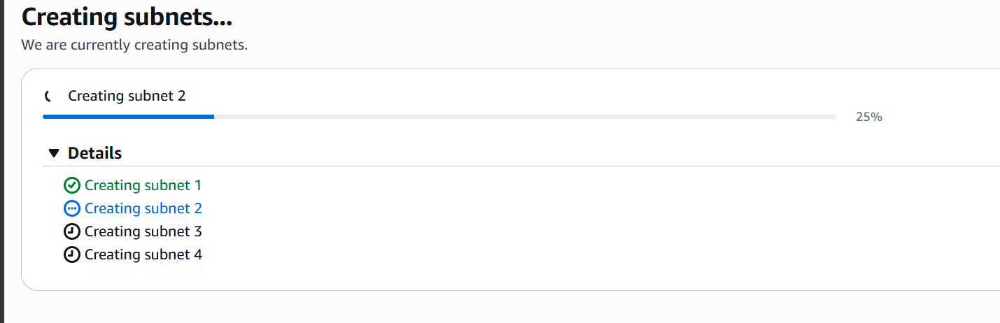 Creating subnets...
We are currently creating subnets.
Creating subnet 2
25%
Details
Creating subnet 1
Creating subnet 2
Creating subnet 3
Creating subnet 4